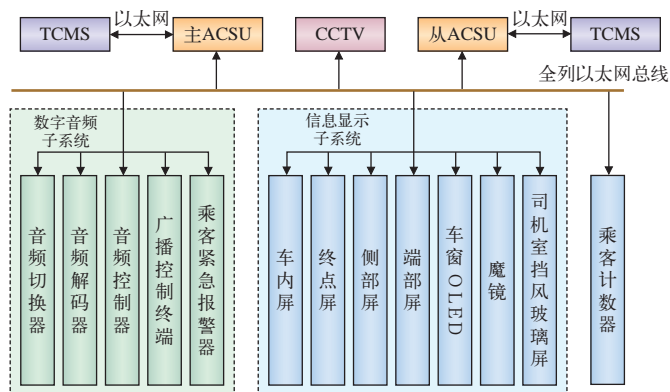 TCMS
以太网
主ACSU
CCTV
从ACSU
以太网
TCMS
全列以太网总线
数字音频
子系统
音频切换器
音频解码器
音频控制器
广播控制终端
乘客紧急报警器
信息显示
子系统
车内屏
终点屏
侧部屏
端部屏
车窗OLED
魔镜
司机室挡风玻璃屏
乘客计数器